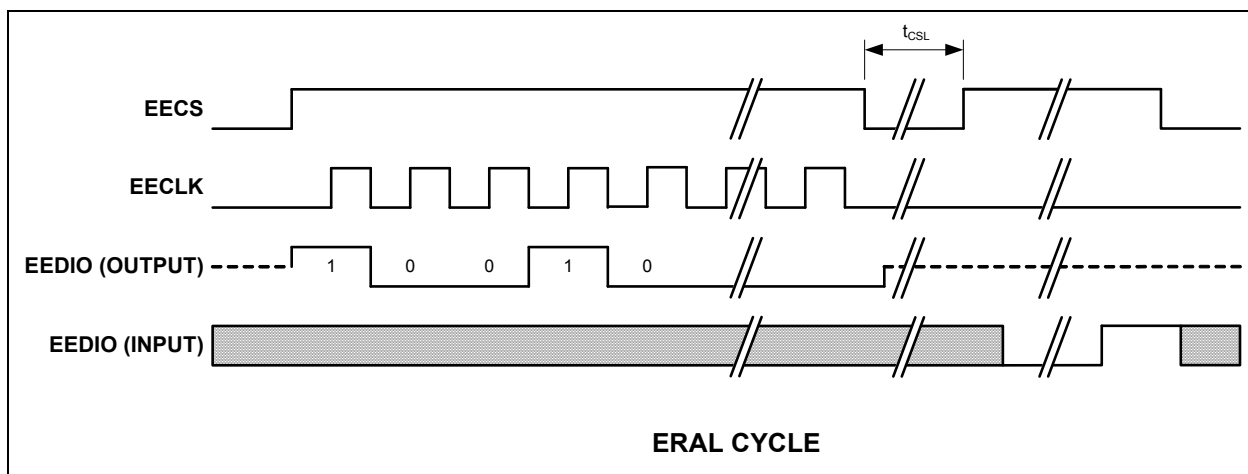 tCSL
EECS
EECLK
EEDIO (OUTPUT)
1 0 0 1 0
EEDIO (INPUT)
ERAL CYCLE